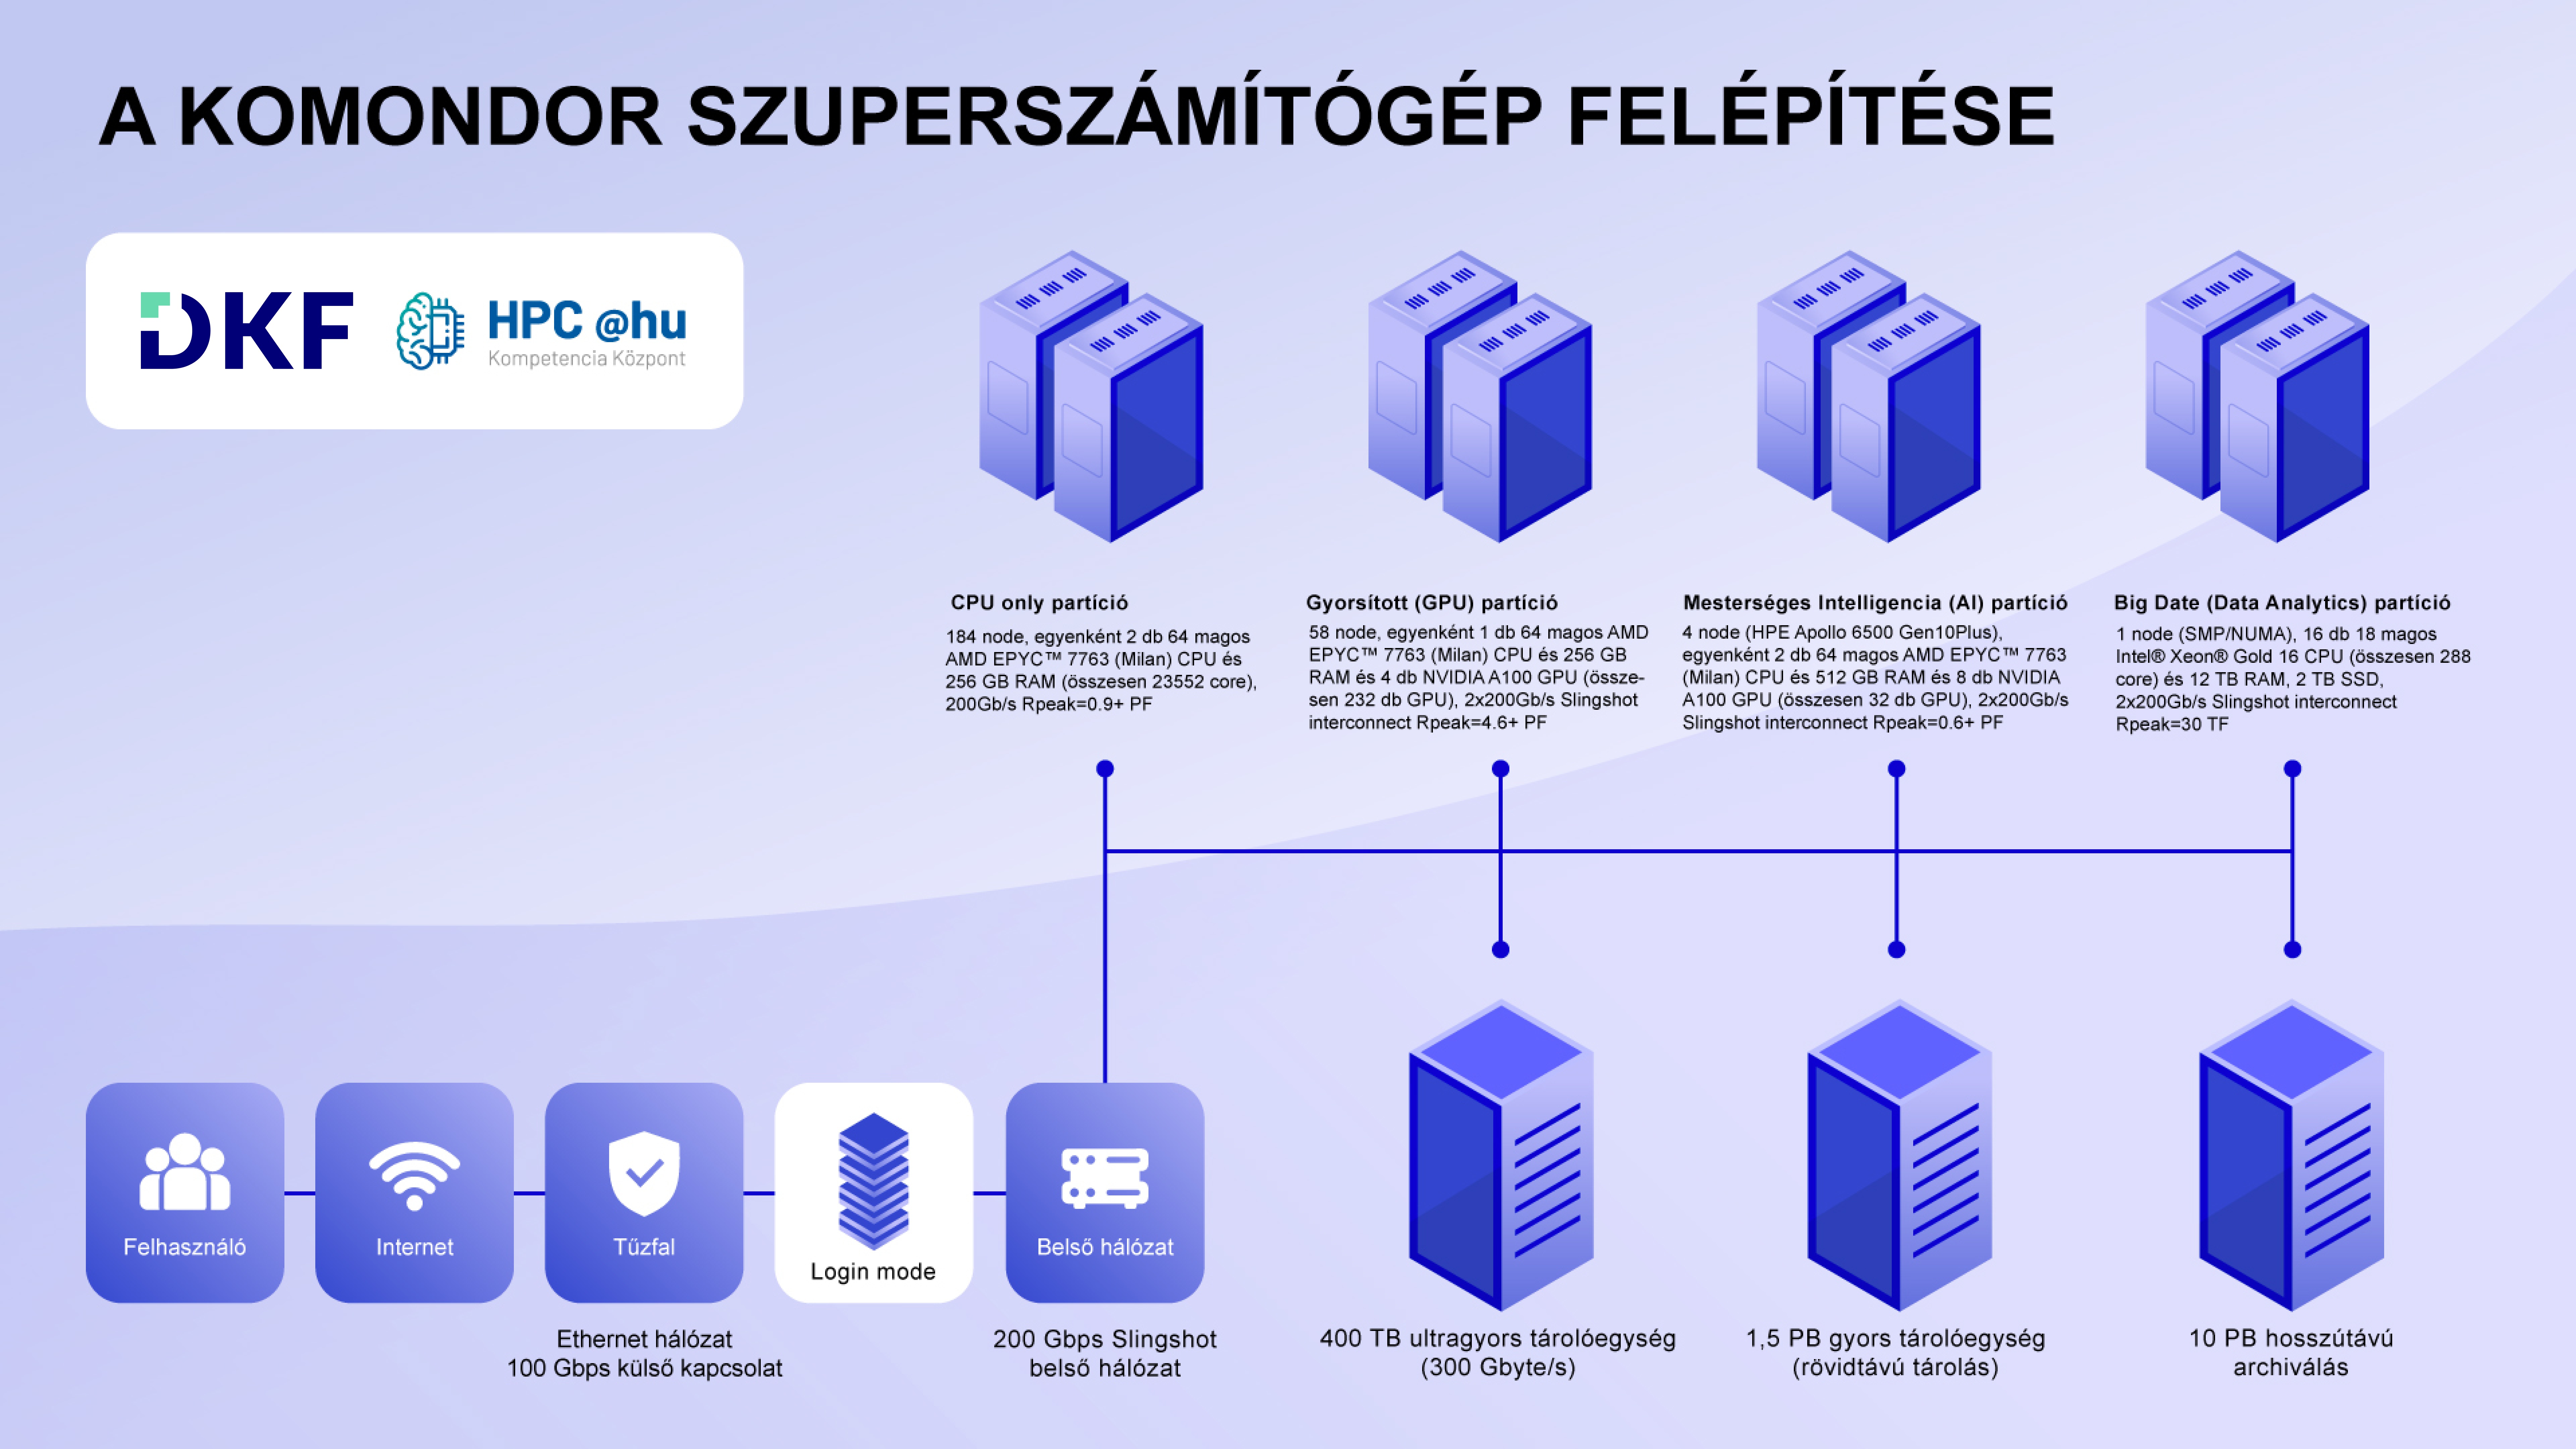 A KOMONDOR SZUPERSZÁMÍTÓGÉP FELÉPÍTÉSE
DKF
HPC @hu
Kompetencia Központ
CPU only partíció
184 node, egyenként 2 db 64 magos
AMD EPYC™ 7763 (Milan) CPU és
256 GB RAM (összesen 23552 core),
200Gb/s Rpeak=0.9+ PF
Gyorsított (GPU) partíció
58 node, egyenként 1 db 64 magos AMD
EPYC™ 7763 (Milan) CPU és 256 GB
RAM és 4 db NVIDIA A100 GPU (össze-
sen 232 db GPU), 2x200Gb/s Slingshot
interconnect Rpeak=4.6+ PF
Mesterséges Intelligencia (AI) partíció
4 node (HPE Apollo 6500 Gen10Plus),
egyenként 2 db 64 magos AMD EPYC™ 7763
(Milan) CPU és 512 GB RAM és 8 db NVIDIA
A100 GPU (összesen 32 db GPU), 2x200Gb/s
Slingshot interconnect Rpeak=0.6+ PF
Big Date (Data Analytics) partíció
1 node (SMP/NUMA), 16 db 18 magos
Intel® Xeon® Gold 16 CPU (összesen 288
core) és 12 TB RAM, 2 TB SSD,
2x200Gb/s Slingshot interconnect
Rpeak=30 TF
Felhasználó
Internet
Tűzfal
Login mode
Belső hálózat
Ethernet hálózat
100 Gbps külső kapcsolat
200 Gbps Slingshot
belső hálózat
400 TB ultragyors tárolóegység
(300 Gbyte/s)
1,5 PB gyors tárolóegység
(rövidtávú tárolás)
10 PB hosszútávú
archiválás